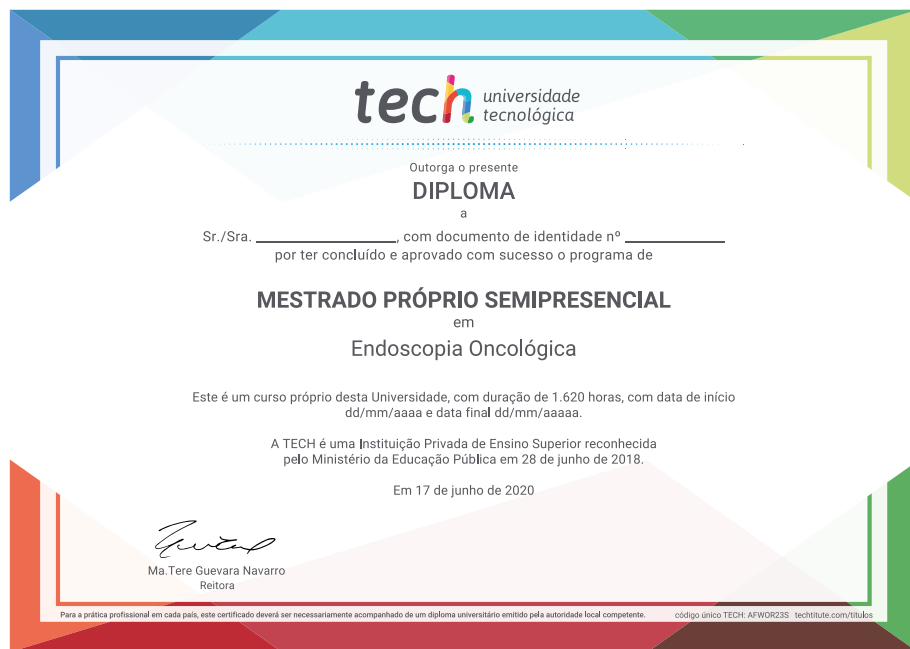 tech universidade
tecnológica
Outorga o presente
DIPLOMA
a
Sr./Sra. ____________________, com documento de identidade nº ______________
por ter concluído e aprovado com sucesso o programa de
MESTRADO PRÓPRIO SEMIPRESENCIAL
em
Endoscopia Oncológica
Este é um curso próprio desta Universidade, com duração de 1.620 horas, com data de início
dd/mm/aaaa e data final dd/mm/aaaaa.
A TECH é uma Instituição Privada de Ensino Superior reconhecida
pelo Ministério da Educação Pública em 28 de junho de 2018.
Em 17 de junho de 2020
Ma.Tere Guevara Navarro
Reitora
Para a prática profissional em cada país, este certificado deverá ser necessariamente acompanhado de um diploma universitário emitido pela autoridade local competente. código único TECH: AFWOR23S techtitute.com/titulos